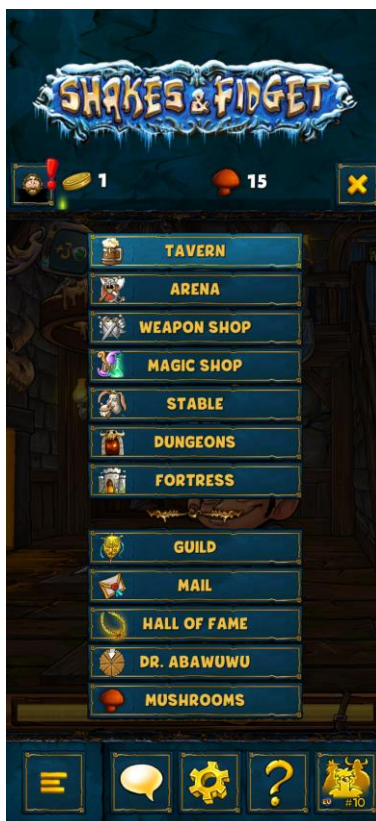 SHAKES & FIDGET
1
15
TAVERN
ARENA
WEAPON SHOP
MAGIC SHOP
STABLE
DUNGEONS
FORTRESS
GUILD
MAIL
HALL OF FAME
DR. ABAWUWU
MUSHROOMS
EU #10